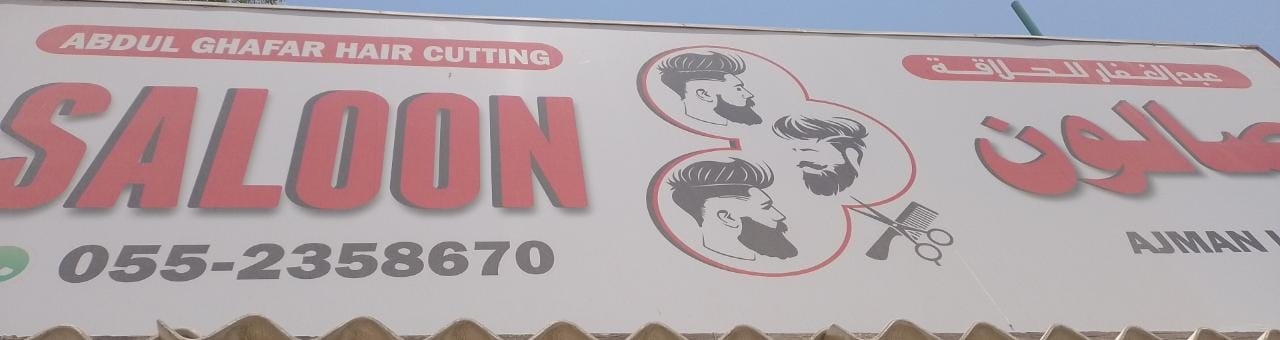 ABDUL GHAFAR HAIR CUTTING
SALOON
055-2358670
عبدالغفار للحلاقة
صالون
AJMAN